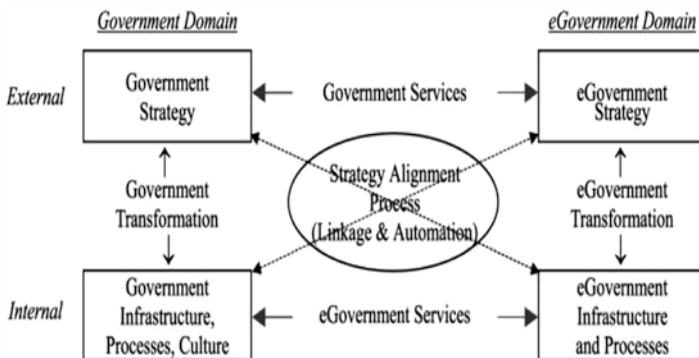 Government Domain
eGovernment Domain
External
Government
Strategy
Government Services
eGovernment
Strategy
Government
Transformation
Strategy Alignment
Process
(Linkage & Automation)
eGovernment
Transformation
Internal
Government
Infrastructure,
Processes, Culture
eGovernment Services
eGovernment
Infrastructure
and Processes